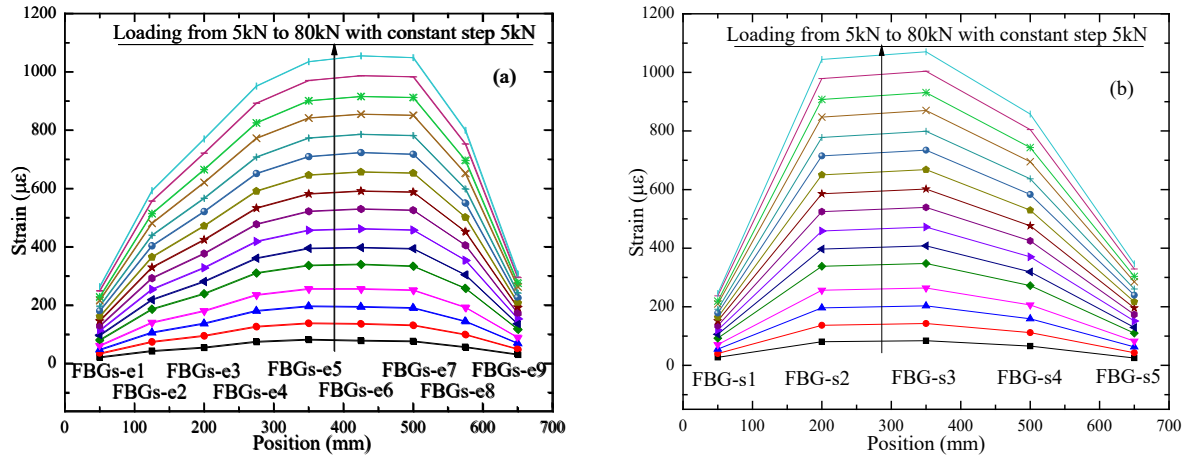 1200
1000
800
600
400
200
0
Strain (με)
Loading from 5kN to 80kN with constant step 5kN
(a)
FBGs-e1
FBGs-e2
FBGs-e3
FBGs-e4
FBGs-e5
FBGs-e6
FBGs-e7
FBGs-e8
FBGs-e9
0 100 200 300 400 500 600 700
Position (mm)
1200
1000
800
600
400
200
0
Strain (με)
Loading from 5kN to 80kN with constant step 5kN
(b)
FBG-s1
FBG-s2
FBG-s3
FBG-s4
FBG-s5
0 100 200 300 400 500 600 700
Position (mm)